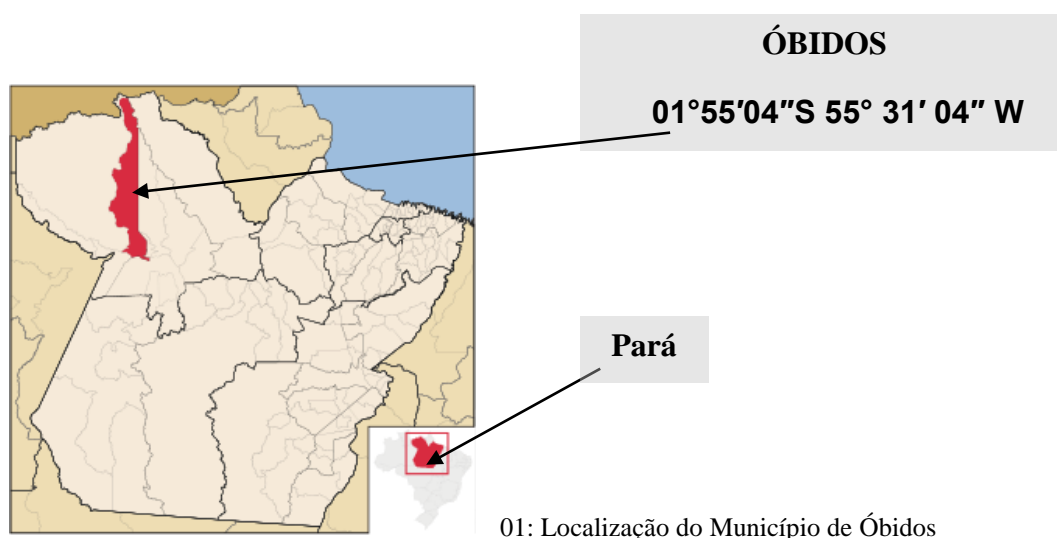 ÓBIDOS
01°55′04″S 55° 31′ 04″ W
Pará
01: Localização do Município de Óbidos